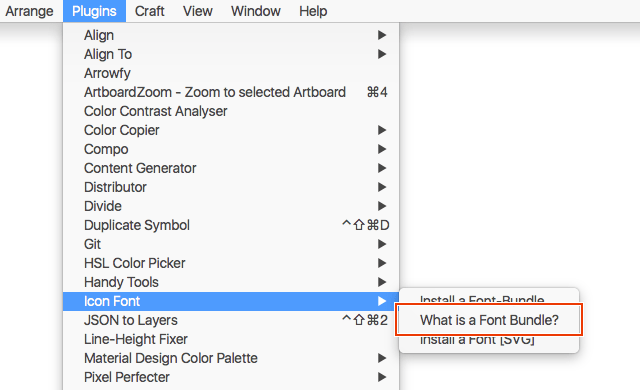 Arrange Plugins Craft View Window Help
Align
Align To
Arrowfy
ArtboardZoom - Zoom to selected Artboard ⌘4
Color Contrast Analyser
Color Copier
Compo
Content Generator
Distributor
Divide
Duplicate Symbol ^⇧⌘D
Git
HSL Color Picker
Handy Tools
Icon Font
Install a Font-Bundle
JSON to Layers ^⇧⌘2
What is a Font Bundle?
Line-Height Fixer
Install a Font [SVG]
Material Design Color Palette
Pixel Perfecter